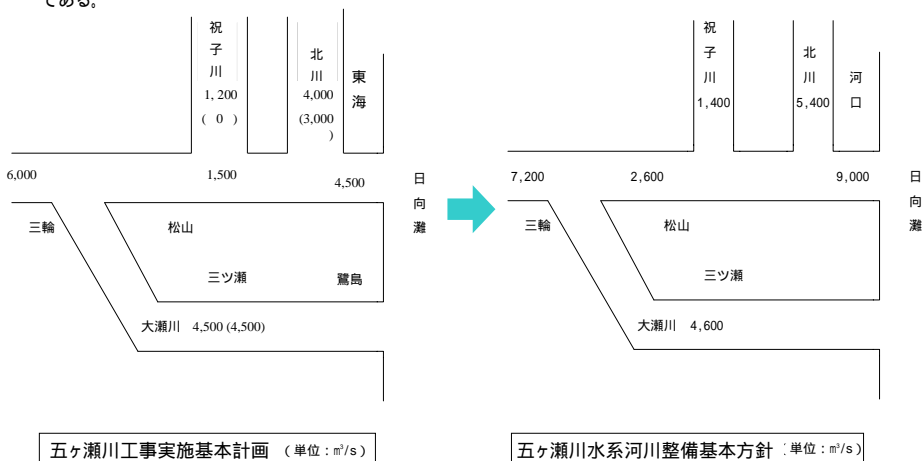 である。
祝子川
1,200
( 0 )
北川
4,000
(3,000
)
東海
6,000
1,500
4,500
日向灘
三輪
松山
三ツ瀬
鷺島
大瀬川 4,500 (4,500)
五ヶ瀬川工事実施基本計画 (単位:㎥/s)
祝子川
1,400
北川
5,400
河口
7,200
2,600
9,000
日向灘
三輪
松山
三ツ瀬
大瀬川 4,600
五ヶ瀬川水系河川整備基本方針 (単位:㎥/s)